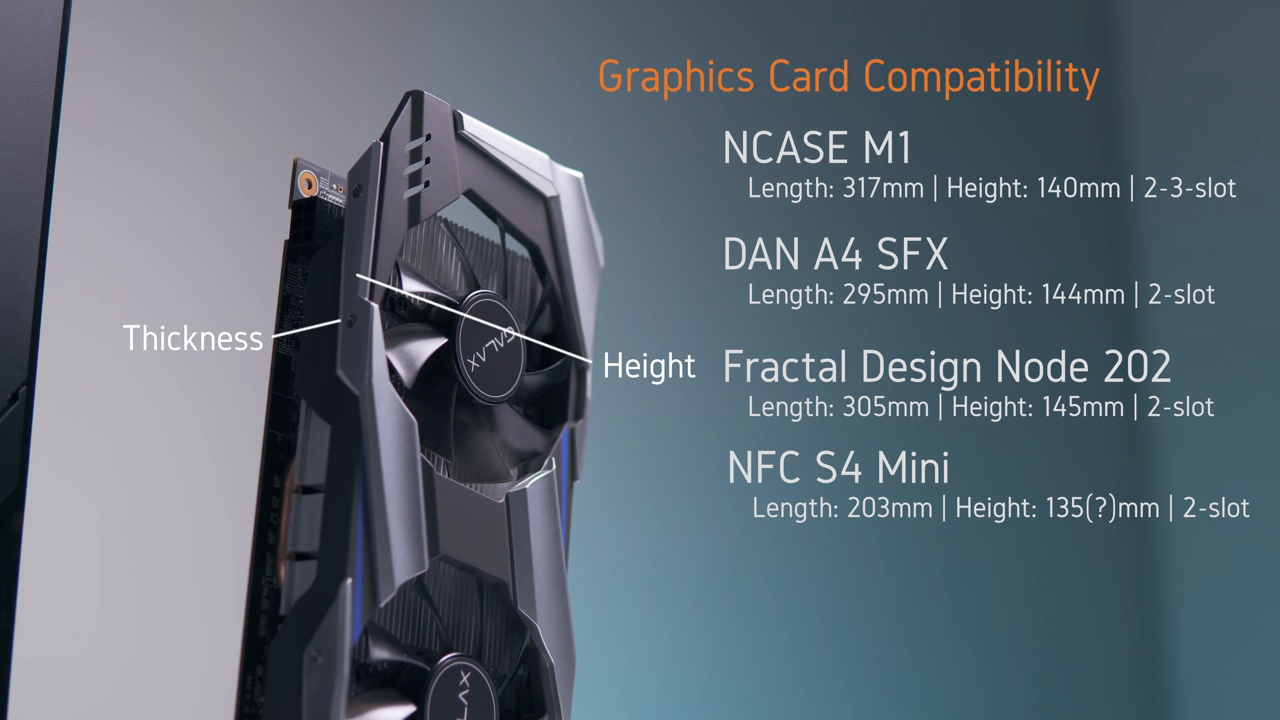 Graphics Card Compatibility
NCASE M1
Length: 317mm | Height: 140mm | 2-3-slot
DAN A4 SFX
Length: 295mm | Height: 144mm | 2-slot
Thickness
Height
Fractal Design Node 202
Length: 305mm | Height: 145mm | 2-slot
NFC S4 Mini
Length: 203mm | Height: 135(?)mm | 2-slot
GALAX
GALAX